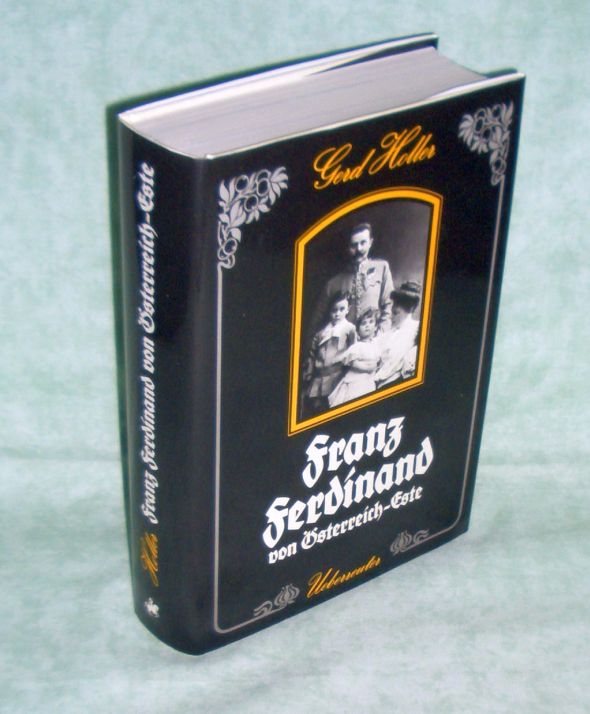 Gerd Holler
Franz
Ferdinand
von Österreich-Este
Ueberreuter
Holler Franz Ferdinand von Österreich-Este